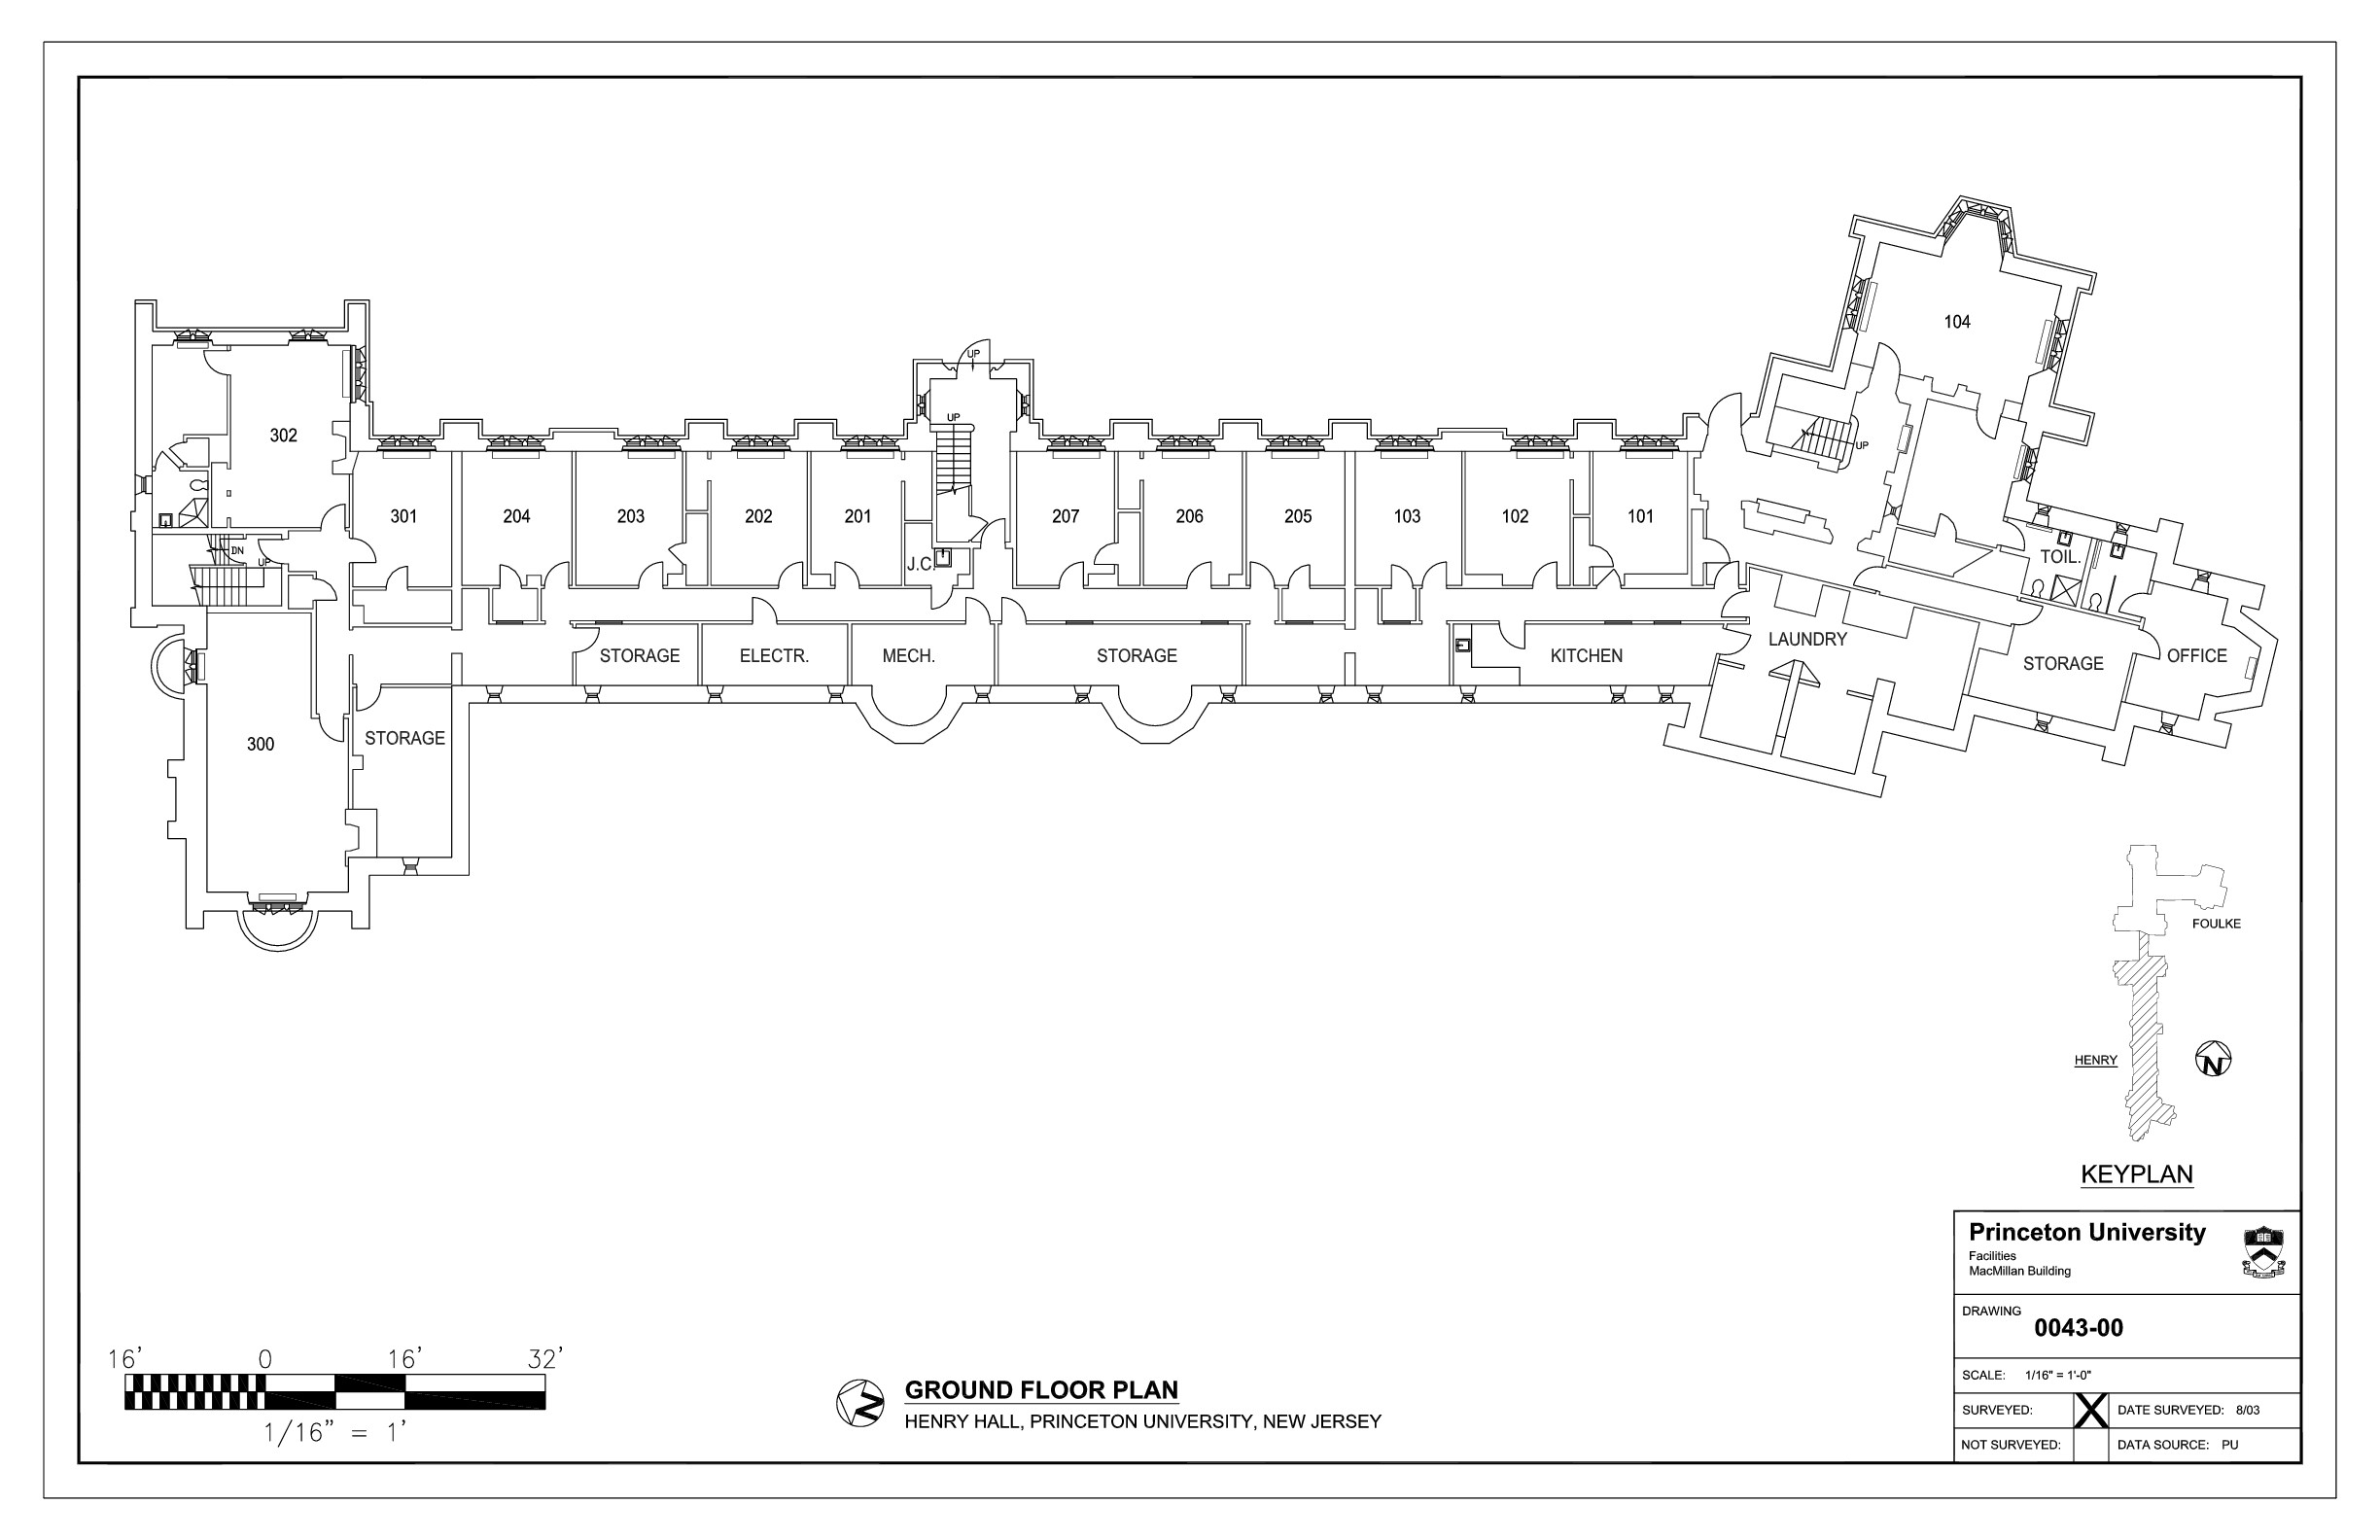 104
UP
UP
UP
302
301
204
203
202
201
207
206
205
103
102
101
DN
UP
J.C.
TOIL.
STORAGE
ELECTR.
MECH.
STORAGE
KITCHEN
LAUNDRY
STORAGE
OFFICE
300
STORAGE
FOULKE
HENRY
N
KEYPLAN
Princeton University
Facilities
MacMillan Building
DRAWING
0043-00
SCALE: 1/16" = 1'-0"
SURVEYED: X DATE SURVEYED: 8/03
NOT SURVEYED: DATA SOURCE: PU
16' 0 16' 32'
1/16" = 1'
N
GROUND FLOOR PLAN
HENRY HALL, PRINCETON UNIVERSITY, NEW JERSEY